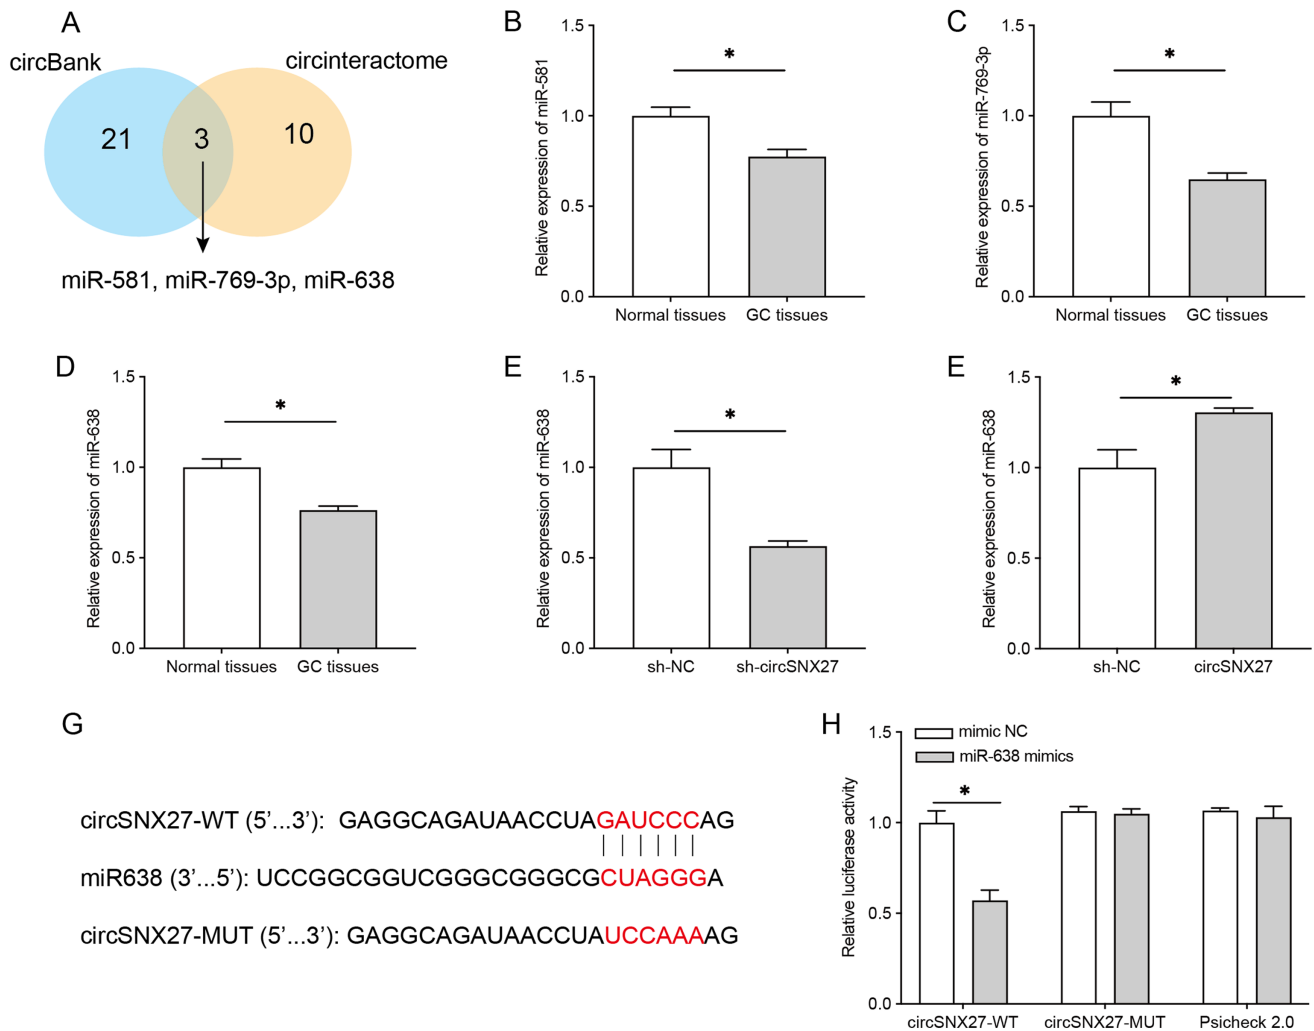 A
circBank
circinteractome
21
3
10
miR-581, miR-769-3p, miR-638
B
Relative expression of miR-581
1.5
1.0
0.5
0.0
*
Normal tissues
GC tissues
C
Relative expression of miR-769-3p
1.5
1.0
0.5
0.0
*
Normal tissues
GC tissues
D
Relative expression of miR-638
1.5
1.0
0.5
0.0
*
Normal tissues
GC tissues
E
Relative expression of miR-638
1.5
1.0
0.5
0.0
*
sh-NC
sh-circSNX27
E
Relative expression of miR-638
1.5
1.0
0.5
0.0
*
sh-NC
circSNX27
G
circSNX27-WT (5’...3’): GAGGCAGAUAACCUAGAUCCCAG
miR638 (3’...5’): UCCGGCGGUCGGGCGGGCGCUAGGGA
circSNX27-MUT (5’...3’): GAGGCAGAUAACCUAUCCAAAAG
H
Relative luciferase activity
1.5
1.0
0.5
0.0
mimic NC
miR-638 mimics
*
circSNX27-WT
circSNX27-MUT
Psicheck 2.0